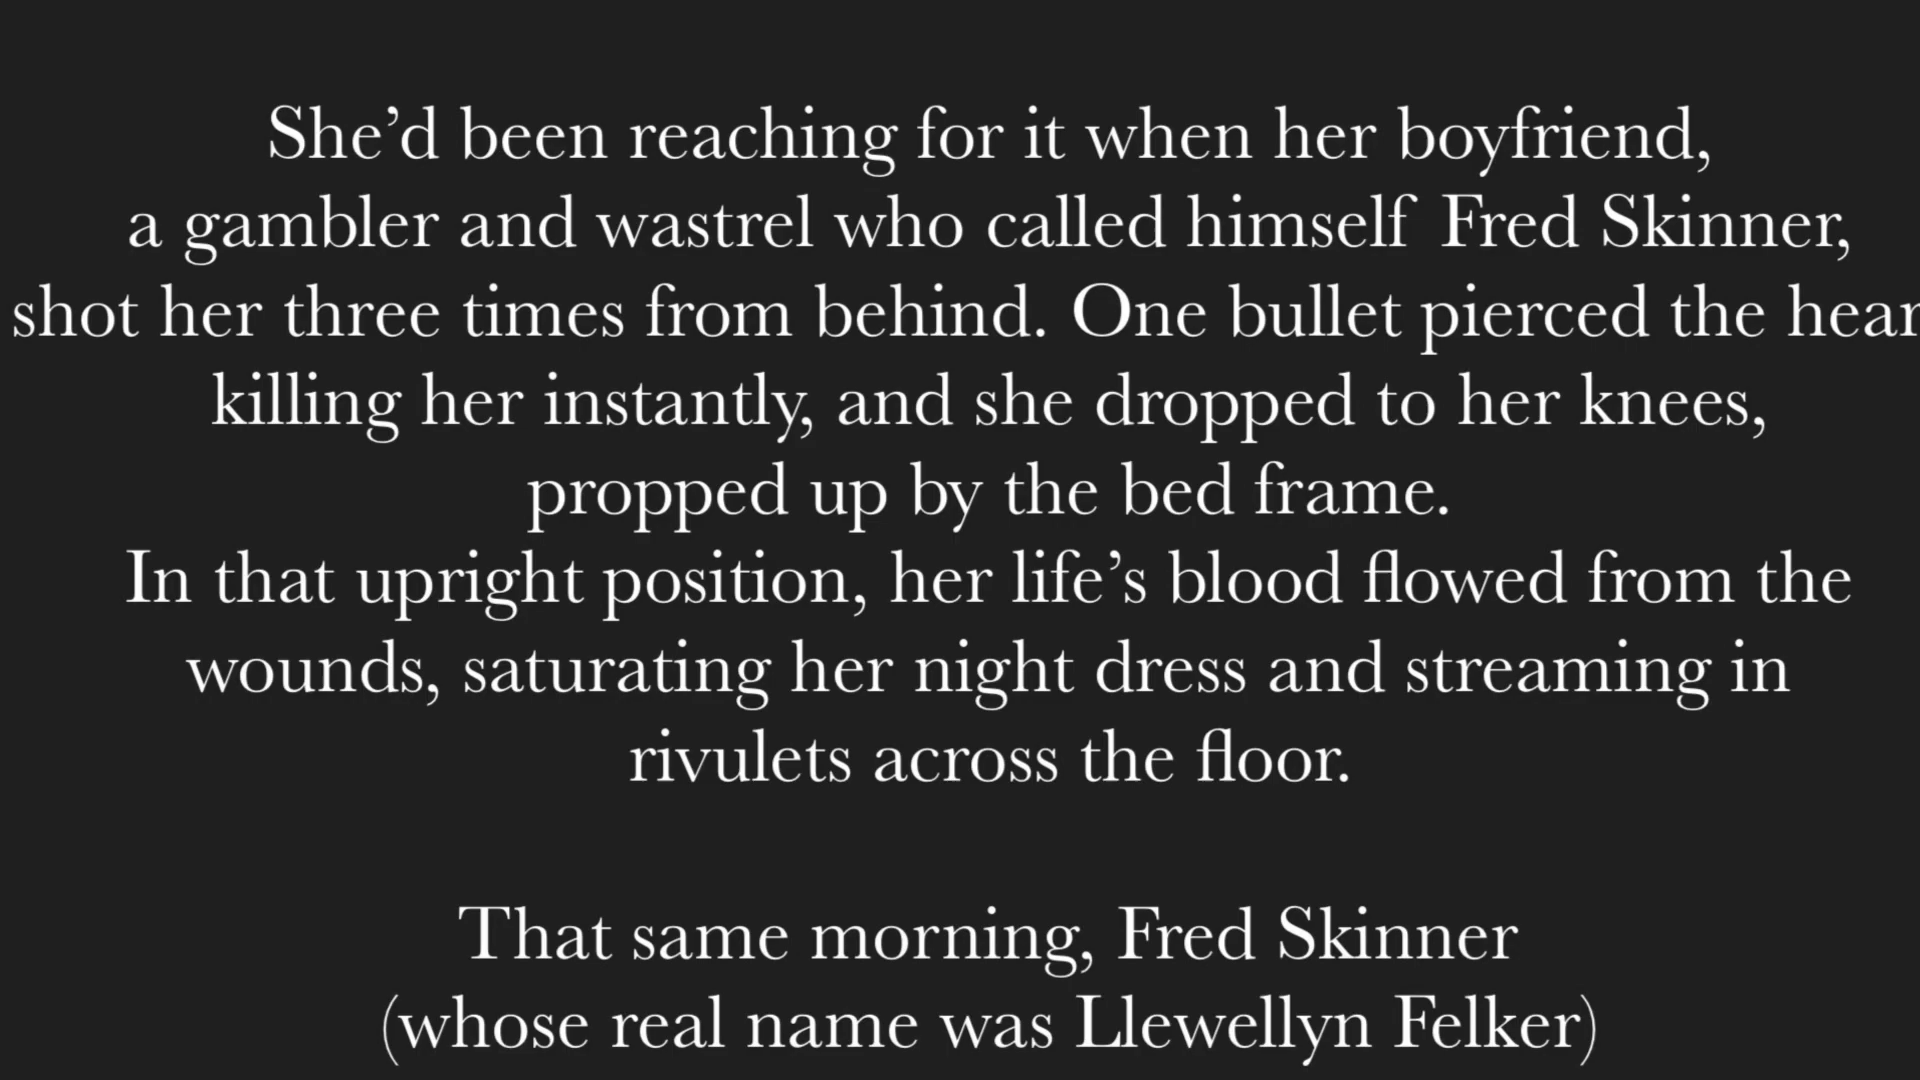 She’d been reaching for it when her boyfriend,
a gambler and wastrel who called himself Fred Skinner,
shot her three times from behind. One bullet pierced the hear
killing her instantly, and she dropped to her knees,
propped up by the bed frame.
In that upright position, her life’s blood flowed from the
wounds, saturating her night dress and streaming in
rivulets across the floor.
That same morning, Fred Skinner
(whose real name was Llewellyn Felker)